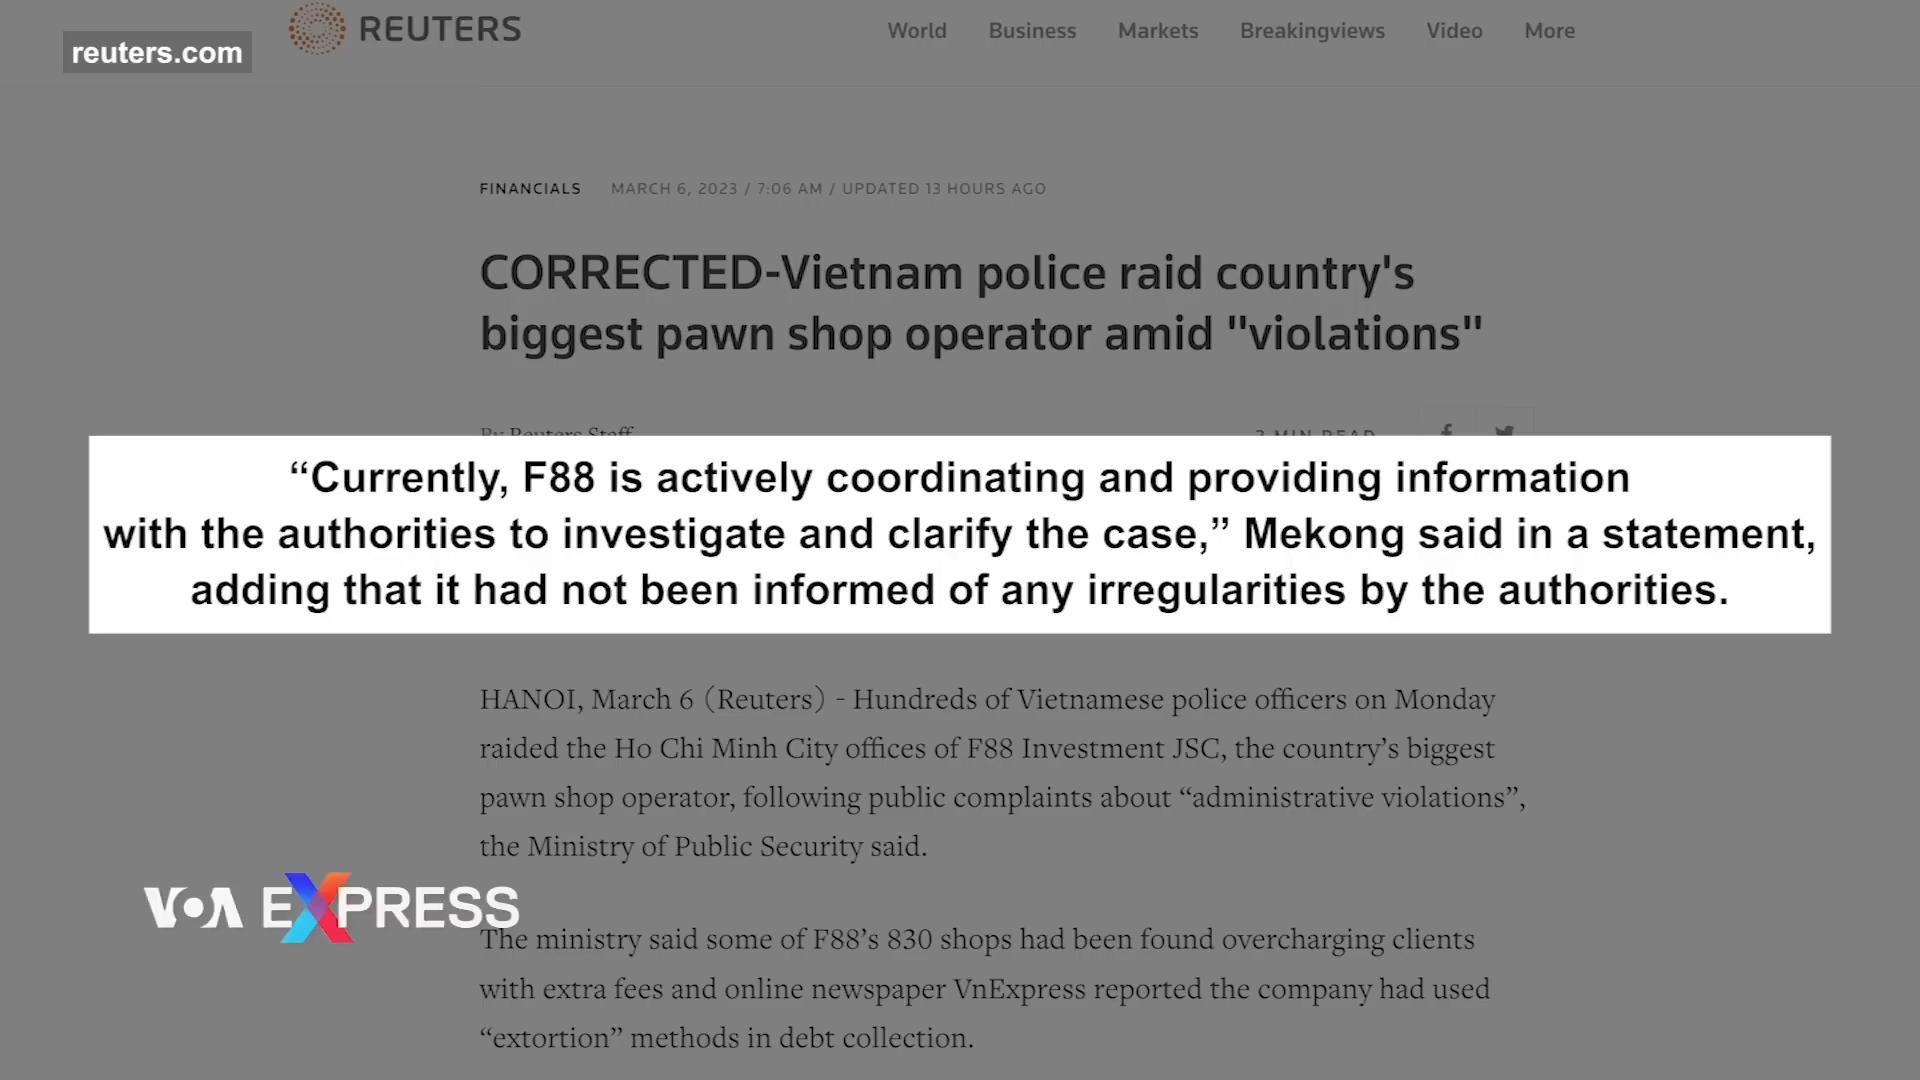 reuters.com
REUTERS
World Business Markets Breakingviews Video More
FINANCIALS MARCH 6, 2023 / 7:06 AM / UPDATED 13 HOURS AGO
CORRECTED-Vietnam police raid country's
biggest pawn shop operator amid "violations"
By Reuters Staff 2 MIN READ
“Currently, F88 is actively coordinating and providing information
with the authorities to investigate and clarify the case,” Mekong said in a statement,
adding that it had not been informed of any irregularities by the authorities.
HANOI, March 6 (Reuters) - Hundreds of Vietnamese police officers on Monday
raided the Ho Chi Minh City offices of F88 Investment JSC, the country’s biggest
pawn shop operator, following public complaints about “administrative violations”,
the Ministry of Public Security said.
VOA EXPRESS
The ministry said some of F88’s 830 shops had been found overcharging clients
with extra fees and online newspaper VnExpress reported the company had used
“extortion” methods in debt collection.